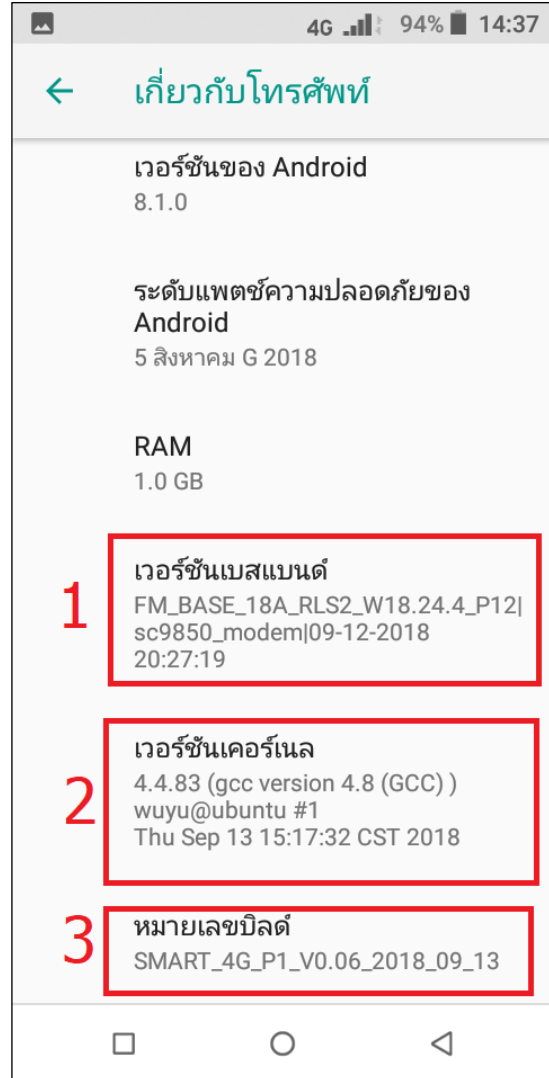 4G 94% 14:37
เกี่ยวกับโทรศัพท์
เวอร์ชันของ Android
8.1.0
ระดับแพตช์ความปลอดภัยของ
Android
5 สิงหาคม G 2018
RAM
1.0 GB
1
เวอร์ชันเบสแบนด์
FM_BASE_18A_RLS2_W18.24.4_P12|
sc9850_modem|09-12-2018
20:27:19
2
เวอร์ชันเคอร์เนล
4.4.83 (gcc version 4.8 (GCC) )
wuyu@ubuntu #1
Thu Sep 13 15:17:32 CST 2018
3
หมายเลขบิลด์
SMART_4G_P1_V0.06_2018_09_13